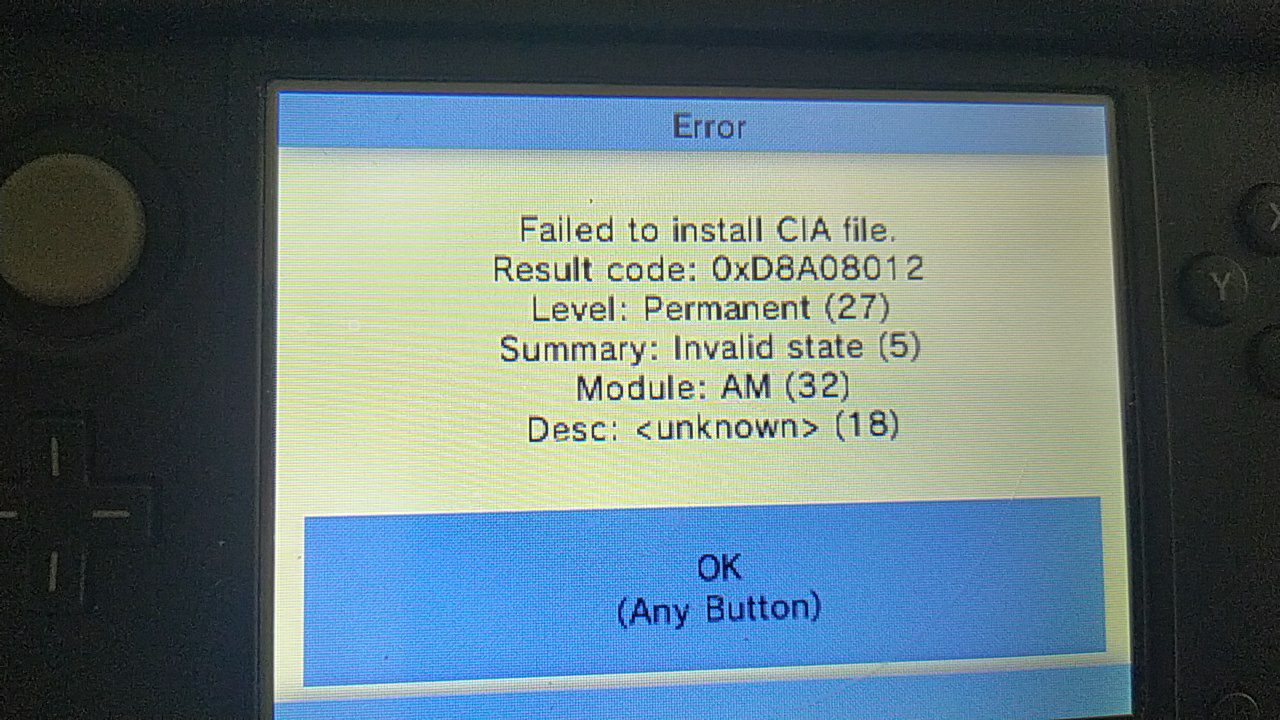 Error
Failed to install CIA file.
Result code: 0xD8A08012
Level: Permanent (27)
Summary: Invalid state (5)
Module: AM (32)
Desc: <unknown> (18)
OK
(Any Button)
Y